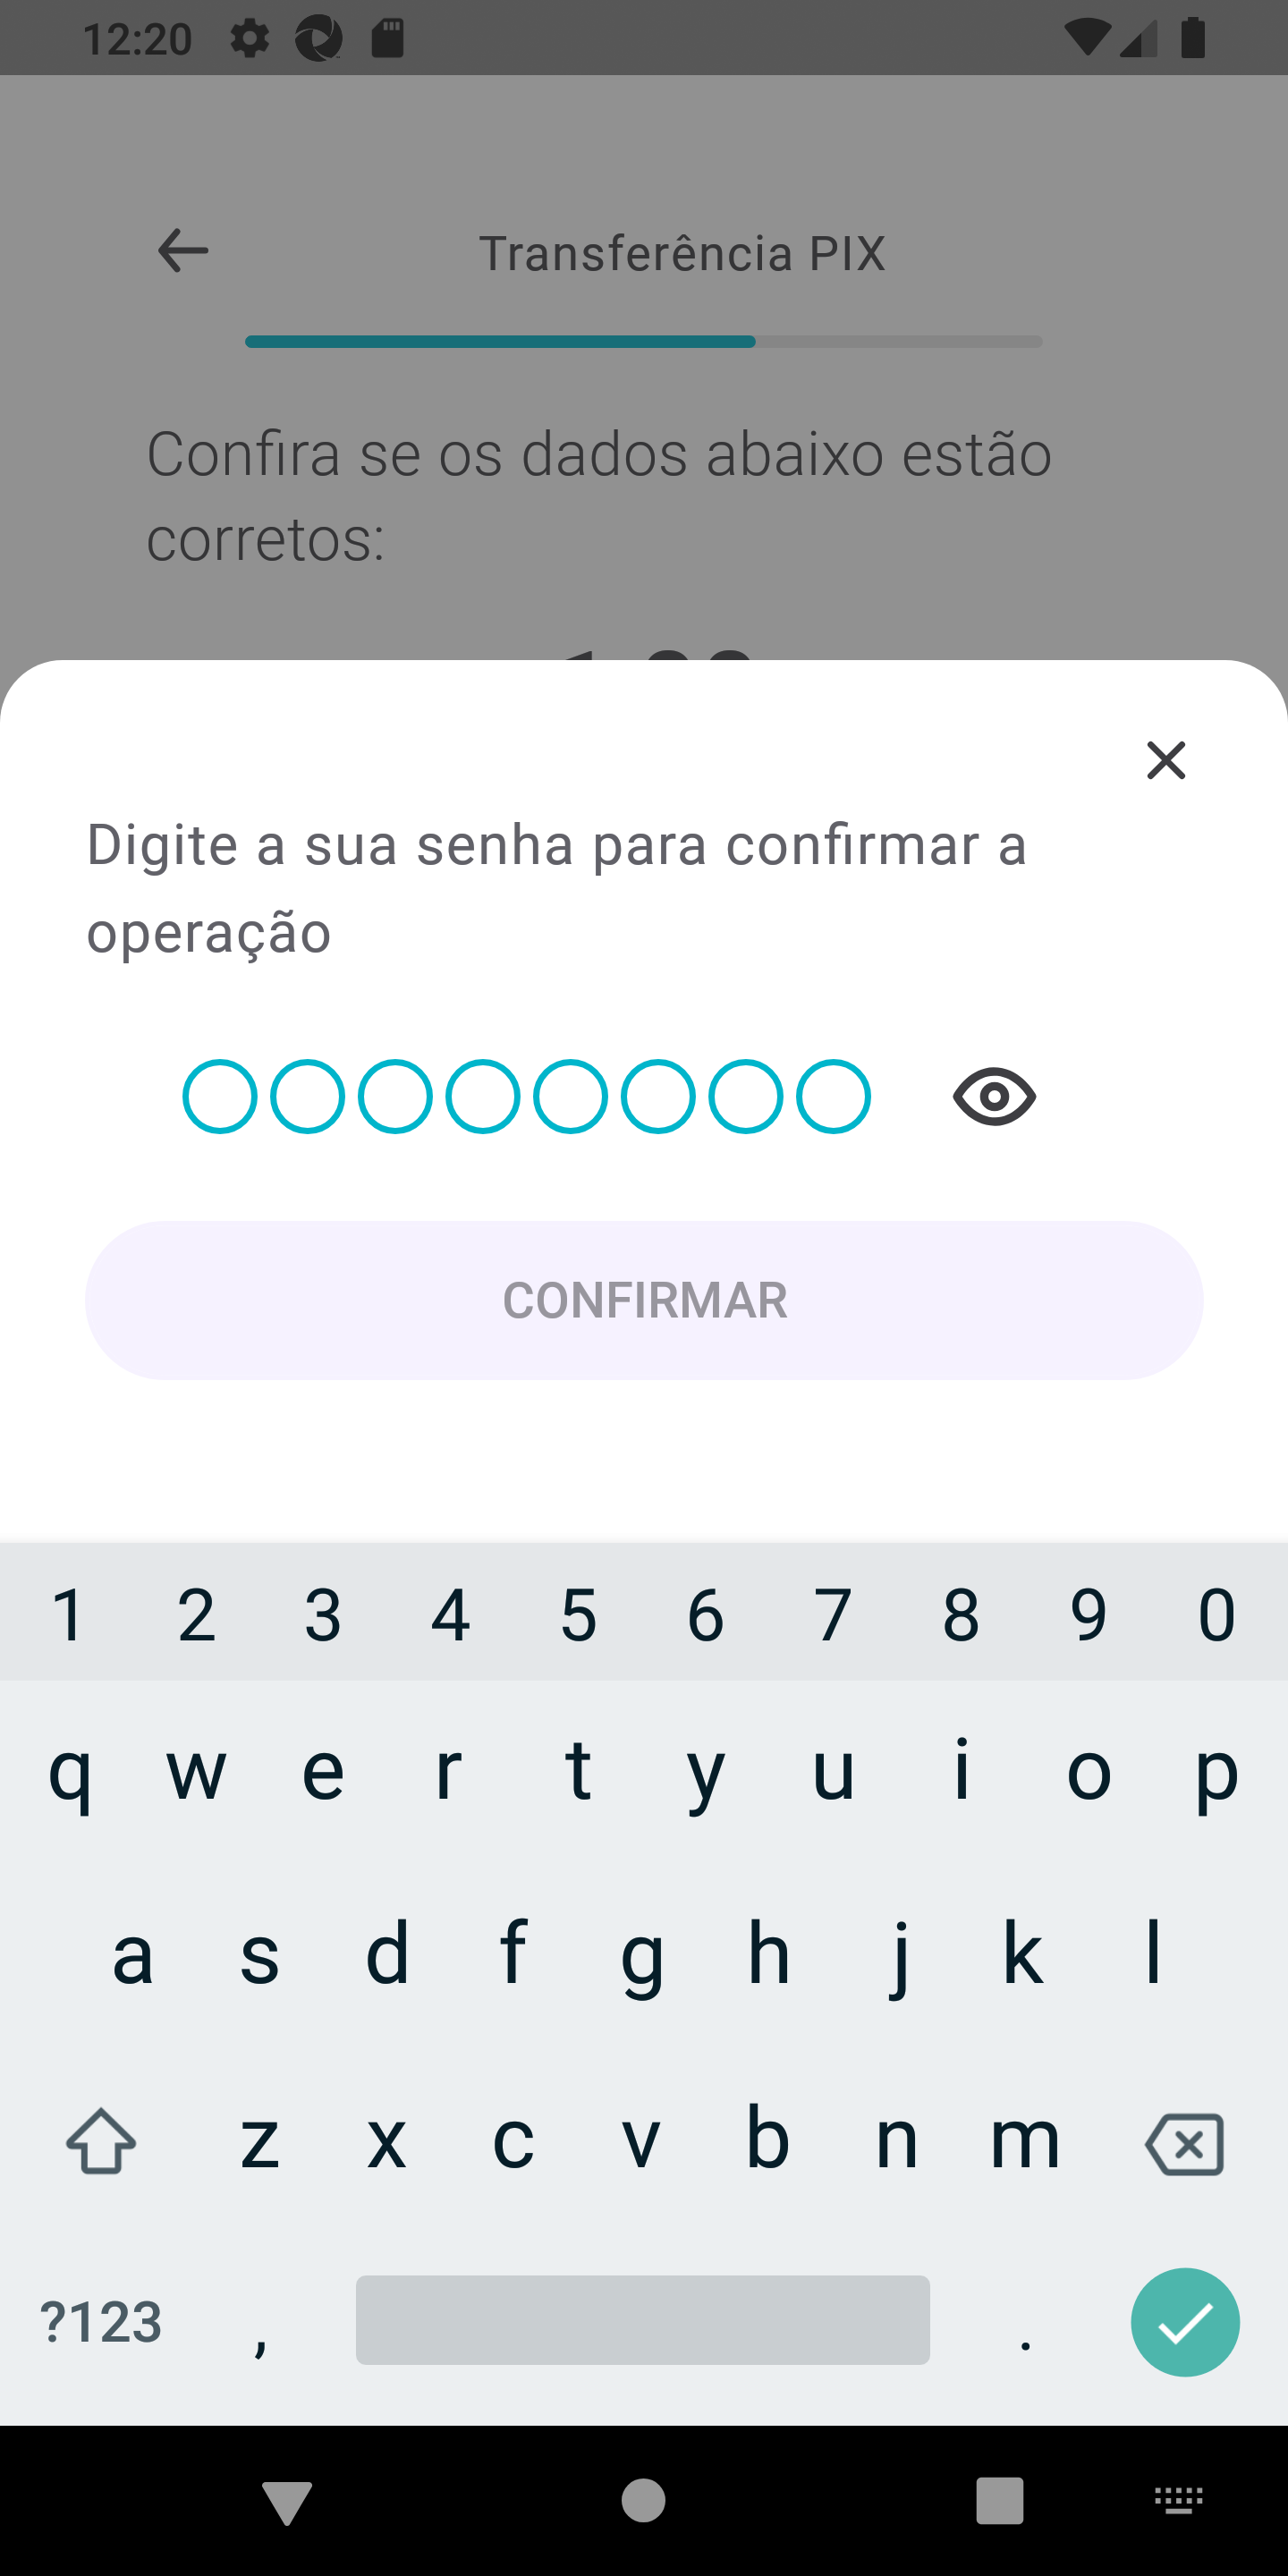 12:20
Transferência PIX
Confira se os dados abaixo estão
corretos:
Digite a sua senha para confirmar a
operação
CONFIRMAR
1 2 3 4 5 6 7 8 9 0
q w e r t y u i o p
a s d f g h j k l
z x c v b n m
?123 , .